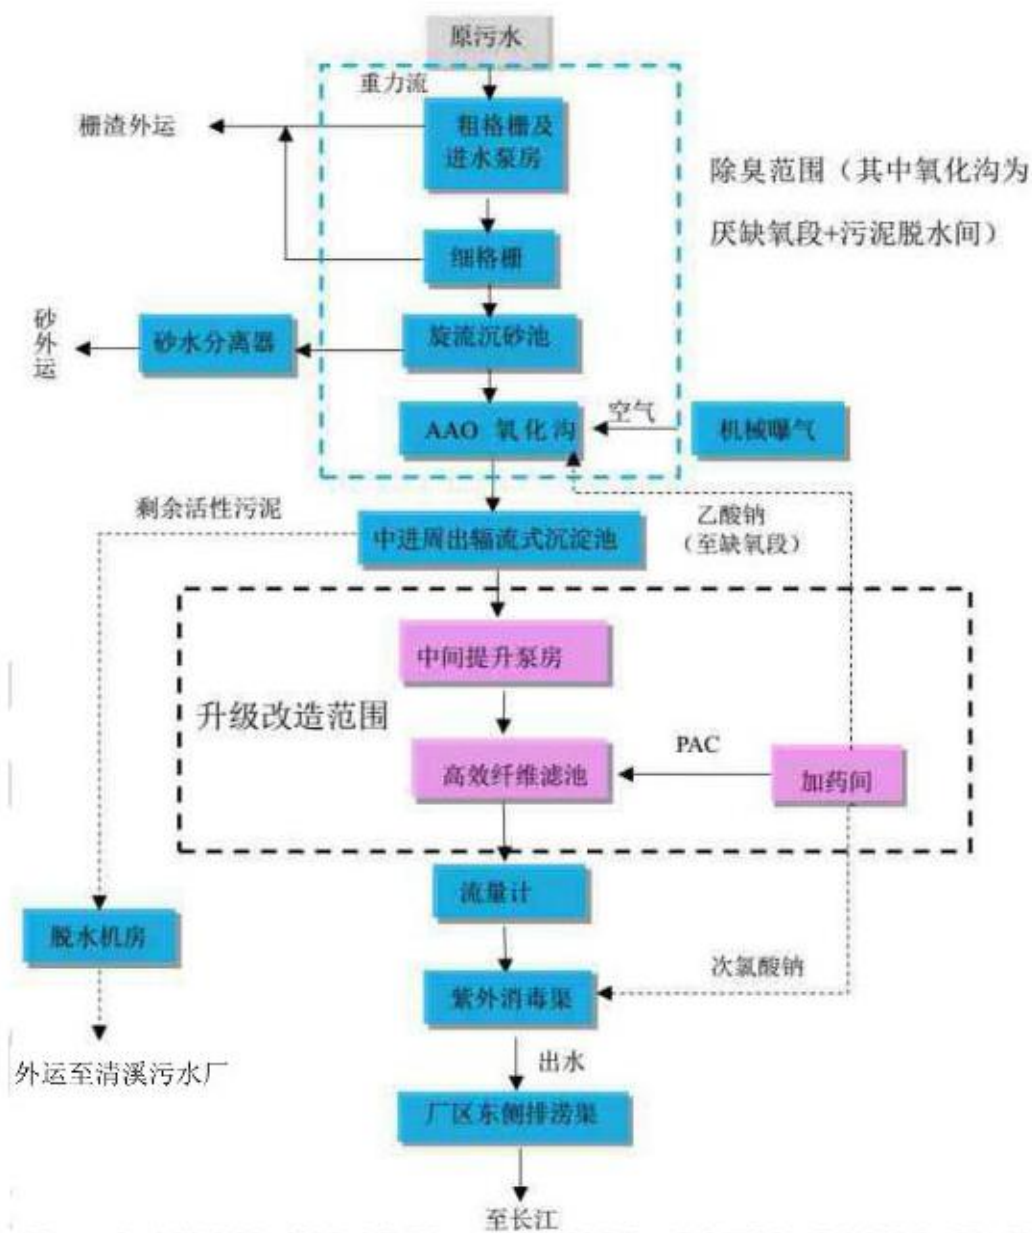 原污水
重力流
栅渣外运
粗格栅及
进水泵房
除臭范围（其中氧化沟为
厌缺氧段+污泥脱水间）
细格栅
砂外运
砂水分离器
旋流沉砂池
AAO 氧化沟
空气
机械曝气
剩余活性污泥
中进周出辐流式沉淀池
乙酸钠
（至缺氧段）
中间提升泵房
升级改造范围
高效纤维滤池
PAC
加药间
流量计
脱水机房
次氯酸钠
紫外消毒渠
外运至清溪污水厂
出水
厂区东侧排涝渠
至长江